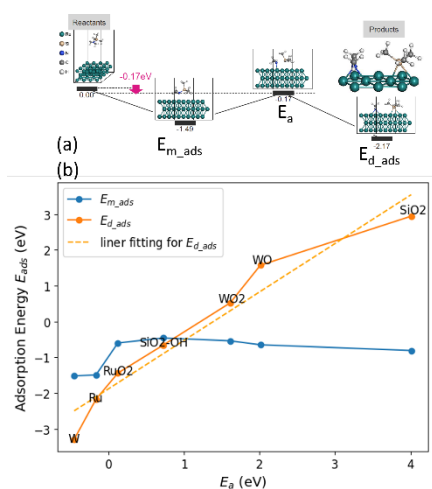 Reactants
Products
Si
N
C
H
-0.17eV
0.00
-1.49
-0.17
-2.17
(a)
E_m_ads
E_a
E_d_ads
(b)
E_m_ads
E_d_ads
liner fitting for E_d_ads
SiO2
WO
WO2
SiO2-OH
RuO2
Ru
W
3
2
1
0
−1
−2
−3
0
1
2
3
4
Adsorption Energy E_ads (eV)
E_a (eV)